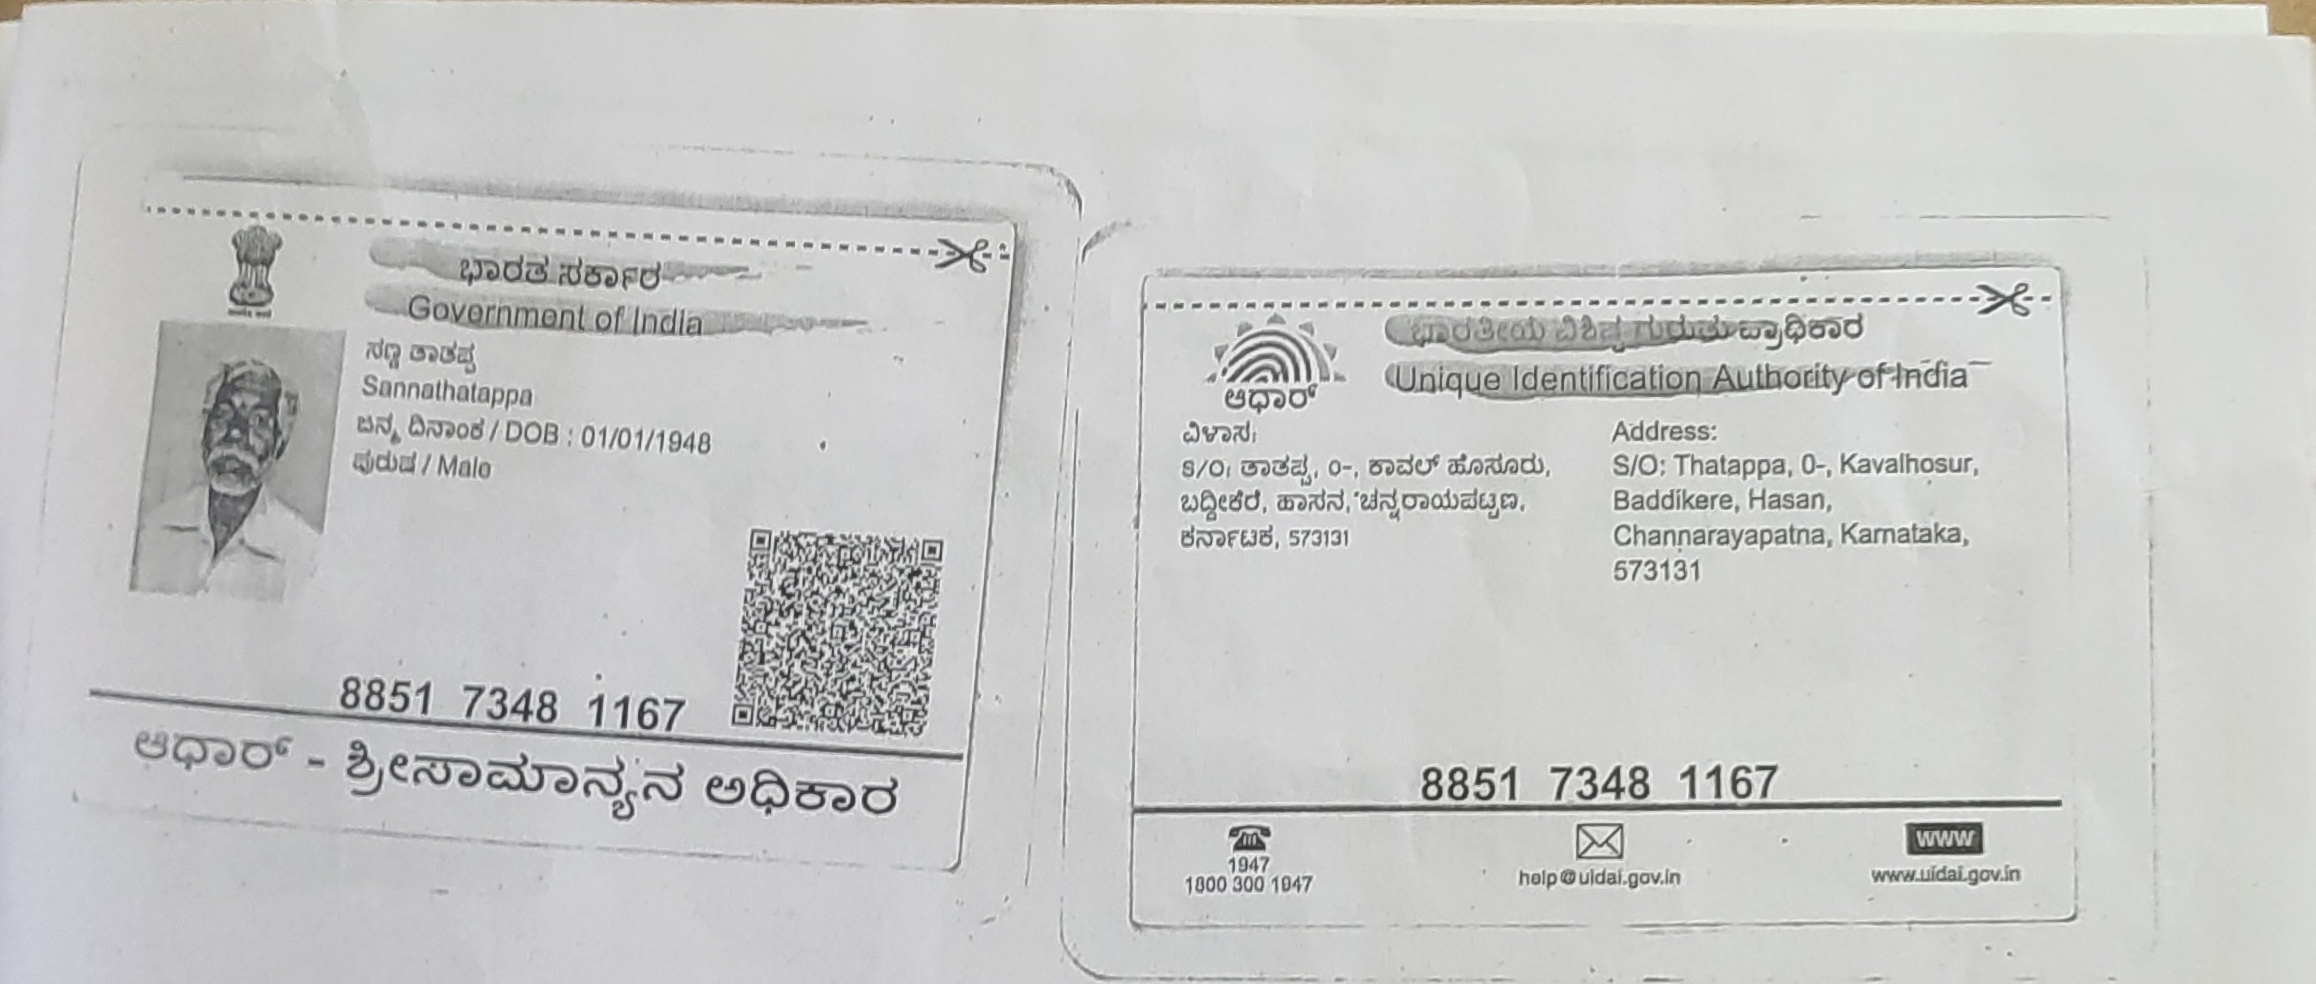 ಭಾರತ ಸರ್ಕಾರ
Government of India
ಸಣ್ಣ ತಾತಪ್ಪ
Sannathatappa
ಜನ್ಮ ದಿನಾಂಕ / DOB : 01/01/1948
ಪುರುಷ / Male
8851 7348 1167
ಆಧಾರ್ - ಶ್ರೀಸಾಮಾನ್ಯನ ಅಧಿಕಾರ
ಭಾರತೀಯ ವಿಶಿಷ್ಟ ಗುರುತು ಪ್ರಾಧಿಕಾರ
Unique Identification Authority of India
ಆಧಾರ್
ವಿಳಾಸ:
S/O: ತಾತಪ್ಪ, 0-, ಕಾವಲ್ ಹೊಸೂರು,
ಬದ್ದೀಕೆರೆ, ಹಾಸನ, ಚನ್ನರಾಯಪಟ್ಟಣ,
ಕರ್ನಾಟಕ, 573131
Address:
S/O: Thatappa, 0-, Kavalhosur,
Baddikere, Hasan,
Channarayapatna, Karnataka,
573131
8851 7348 1167
1947
1800 300 1947
help@uidai.gov.in
www
www.uidai.gov.in